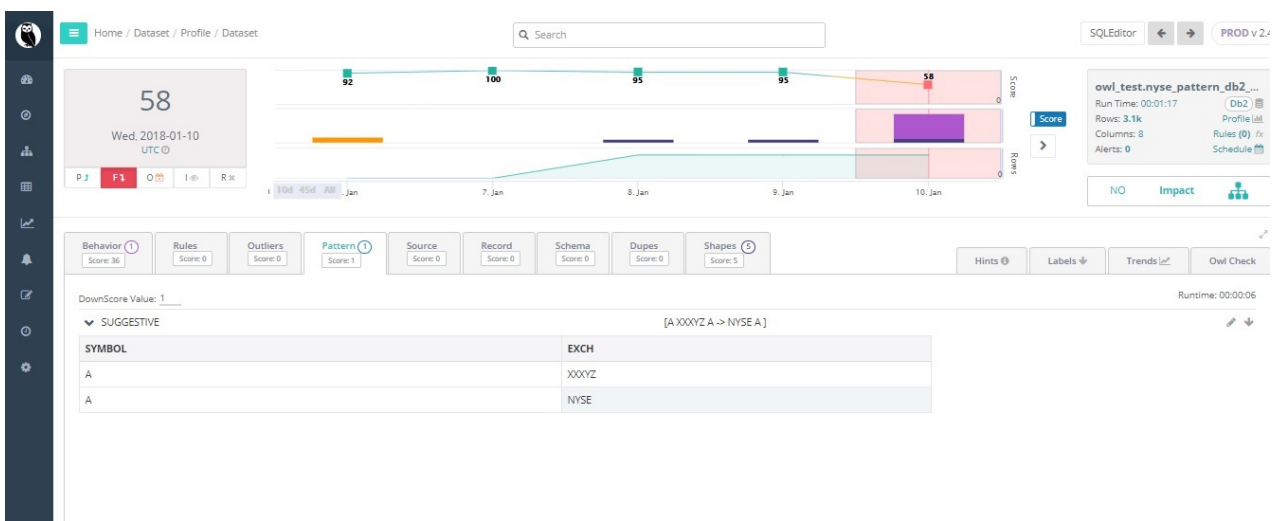 Home / Dataset / Profile / Dataset
Search
SQLEditor
PROD v 2.4
58
Wed, 2018-01-10
UTC
P
F
O
I
R
92
100
95
95
58
Score
0
Rows
0
10d 45d All
Jan
7. Jan
8. Jan
9. Jan
10. Jan
Score
owl_test.nyse_pattern_db2_...
Run Time: 00:01:17
Db2
Rows: 3.1k
Profile
Columns: 8
Rules (0) fx
Alerts: 0
Schedule
NO Impact
Behavior 1
Score: 36
Rules
Score: 0
Outliers
Score: 0
Pattern 1
Score: 1
Source
Score: 0
Record
Score: 0
Schema
Score: 0
Dupes
Score: 0
Shapes 5
Score: 5
Hints
Labels
Trends
Owl Check
DownScore Value: 1
Runtime: 00:00:06
SUGGESTIVE
[A XXXYZ A -> NYSE A ]
SYMBOL EXCH
A XXXYZ
A NYSE